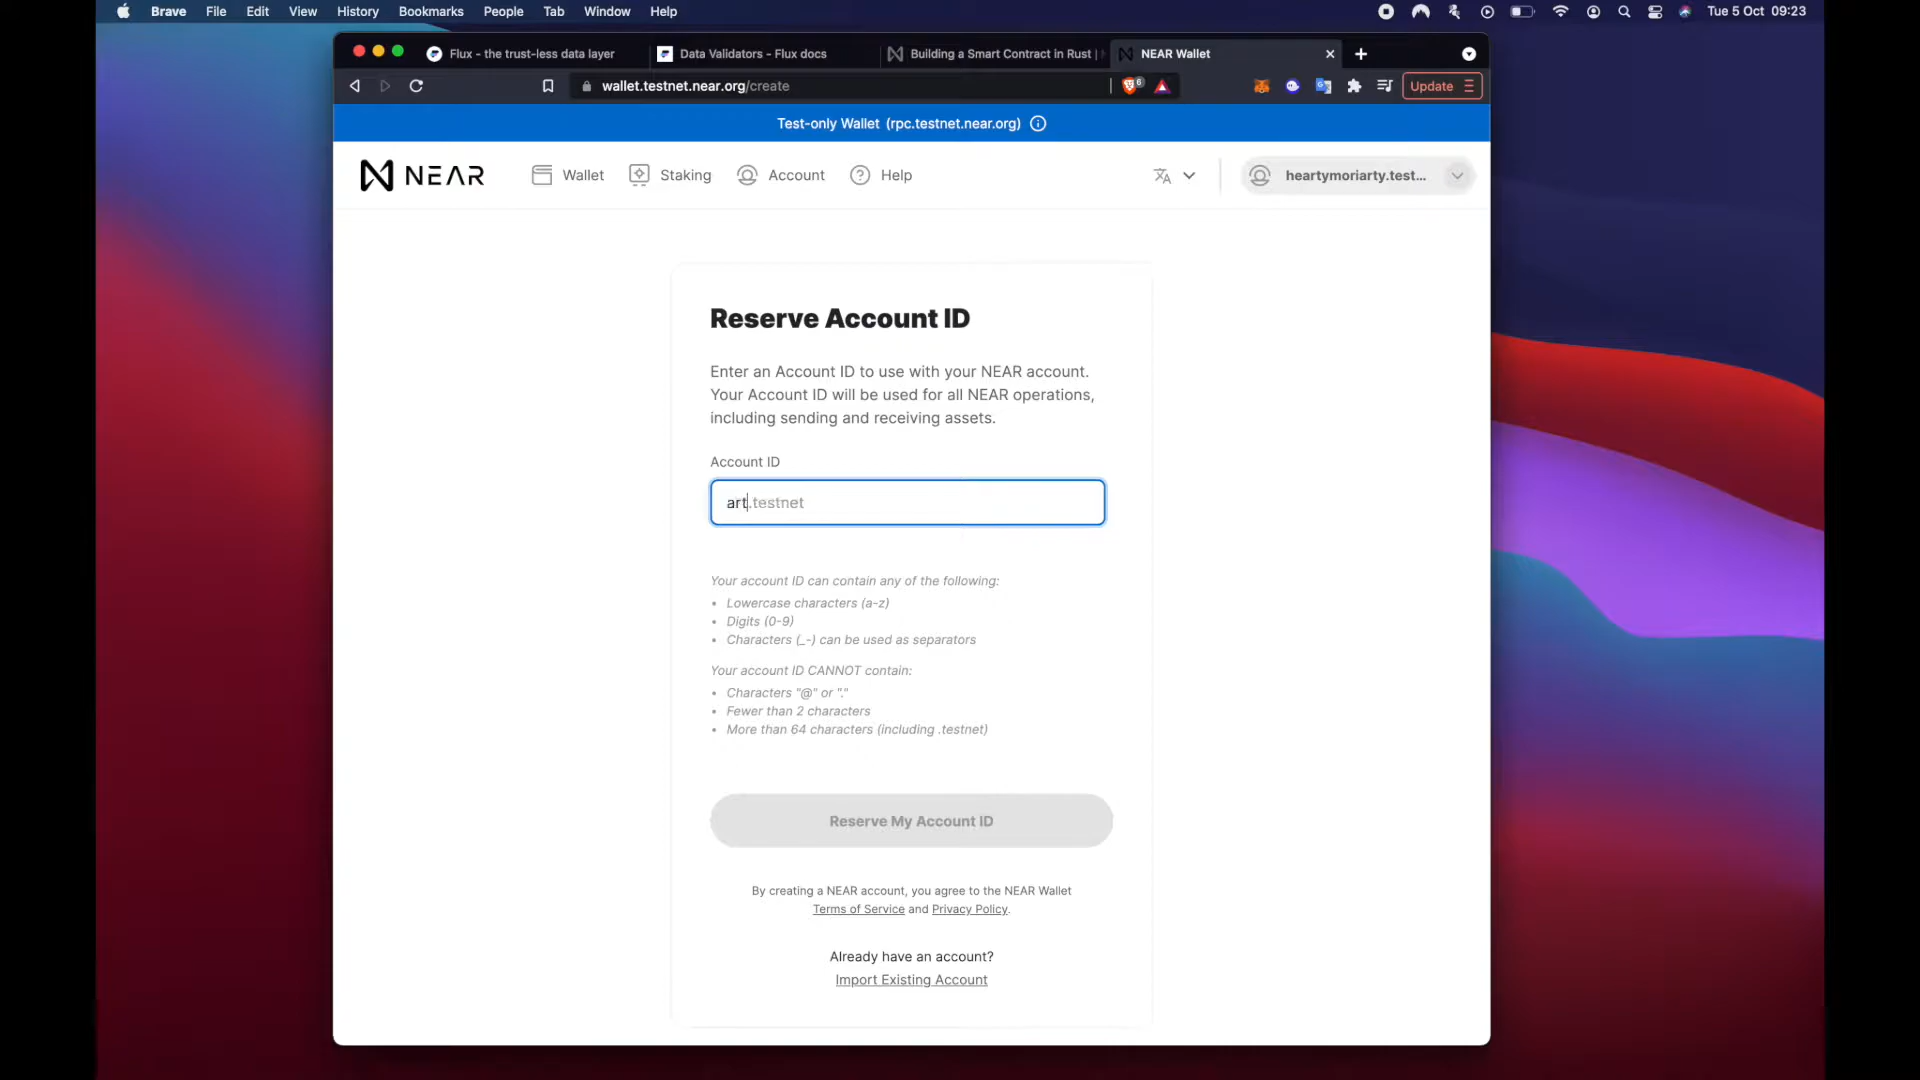 Brave File Edit View History Bookmarks People Tab Window Help Tue 5 Oct 09:23
Flux - the trust-less data layer Data Validators - Flux docs Building a Smart Contract in Rust | NEAR Wallet
wallet.testnet.near.org/create 6 Update
Test-only Wallet (rpc.testnet.near.org)
NEAR Wallet Staking Account Help heartymoriarty.test...
Reserve Account ID
Enter an Account ID to use with your NEAR account.
Your Account ID will be used for all NEAR operations,
including sending and receiving assets.
Account ID
art.testnet
Your account ID can contain any of the following:
• Lowercase characters (a-z)
• Digits (0-9)
• Characters (_-) can be used as separators
Your account ID CANNOT contain:
• Characters "@" or "."
• Fewer than 2 characters
• More than 64 characters (including .testnet)
Reserve My Account ID
By creating a NEAR account, you agree to the NEAR Wallet
Terms of Service and Privacy Policy.
Already have an account?
Import Existing Account